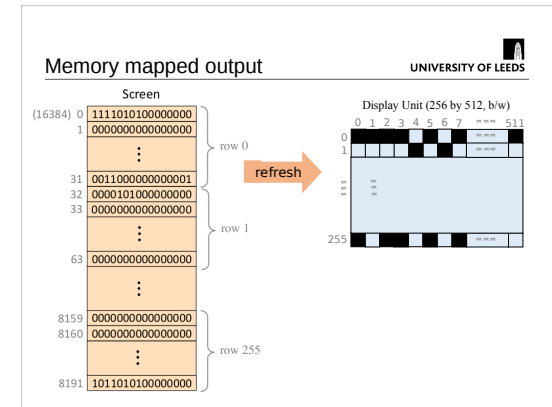 Memory mapped output
UNIVERSITY OF LEEDS
Screen
(16384) 0 1111010100000000
1 0000000000000000
⋮
31 0011000000000001
row 0
32 0000101000000000
33 0000000000000000
⋮
63 0000000000000000
row 1
⋮
8159 0000000000000000
8160 0000000000000000
⋮
8191 1011010100000000
row 255
refresh
Display Unit (256 by 512, b/w)
0 1 2 3 4 5 6 7 511
0
1
255